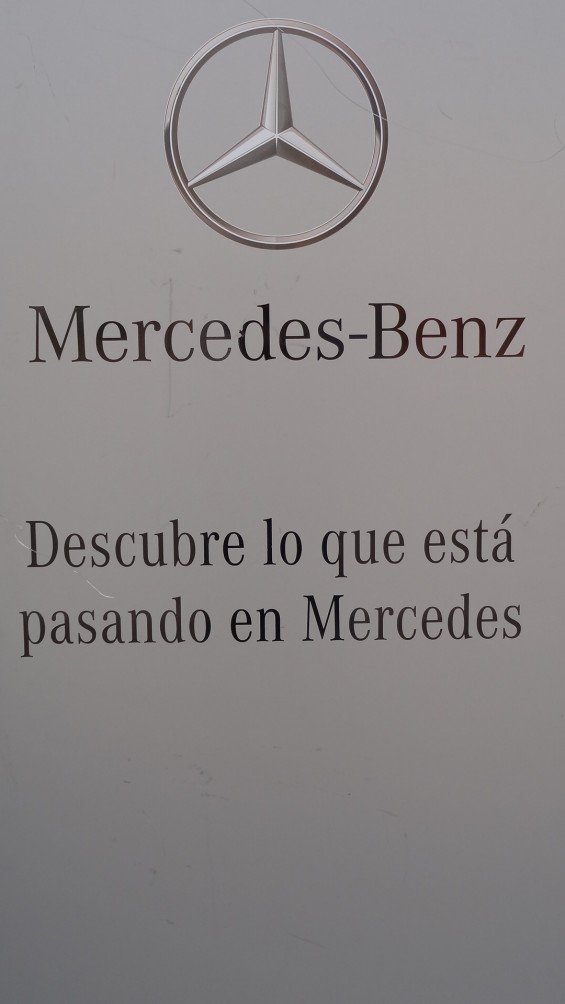 Mercedes-Benz
Descubre lo que está
pasando en Mercedes